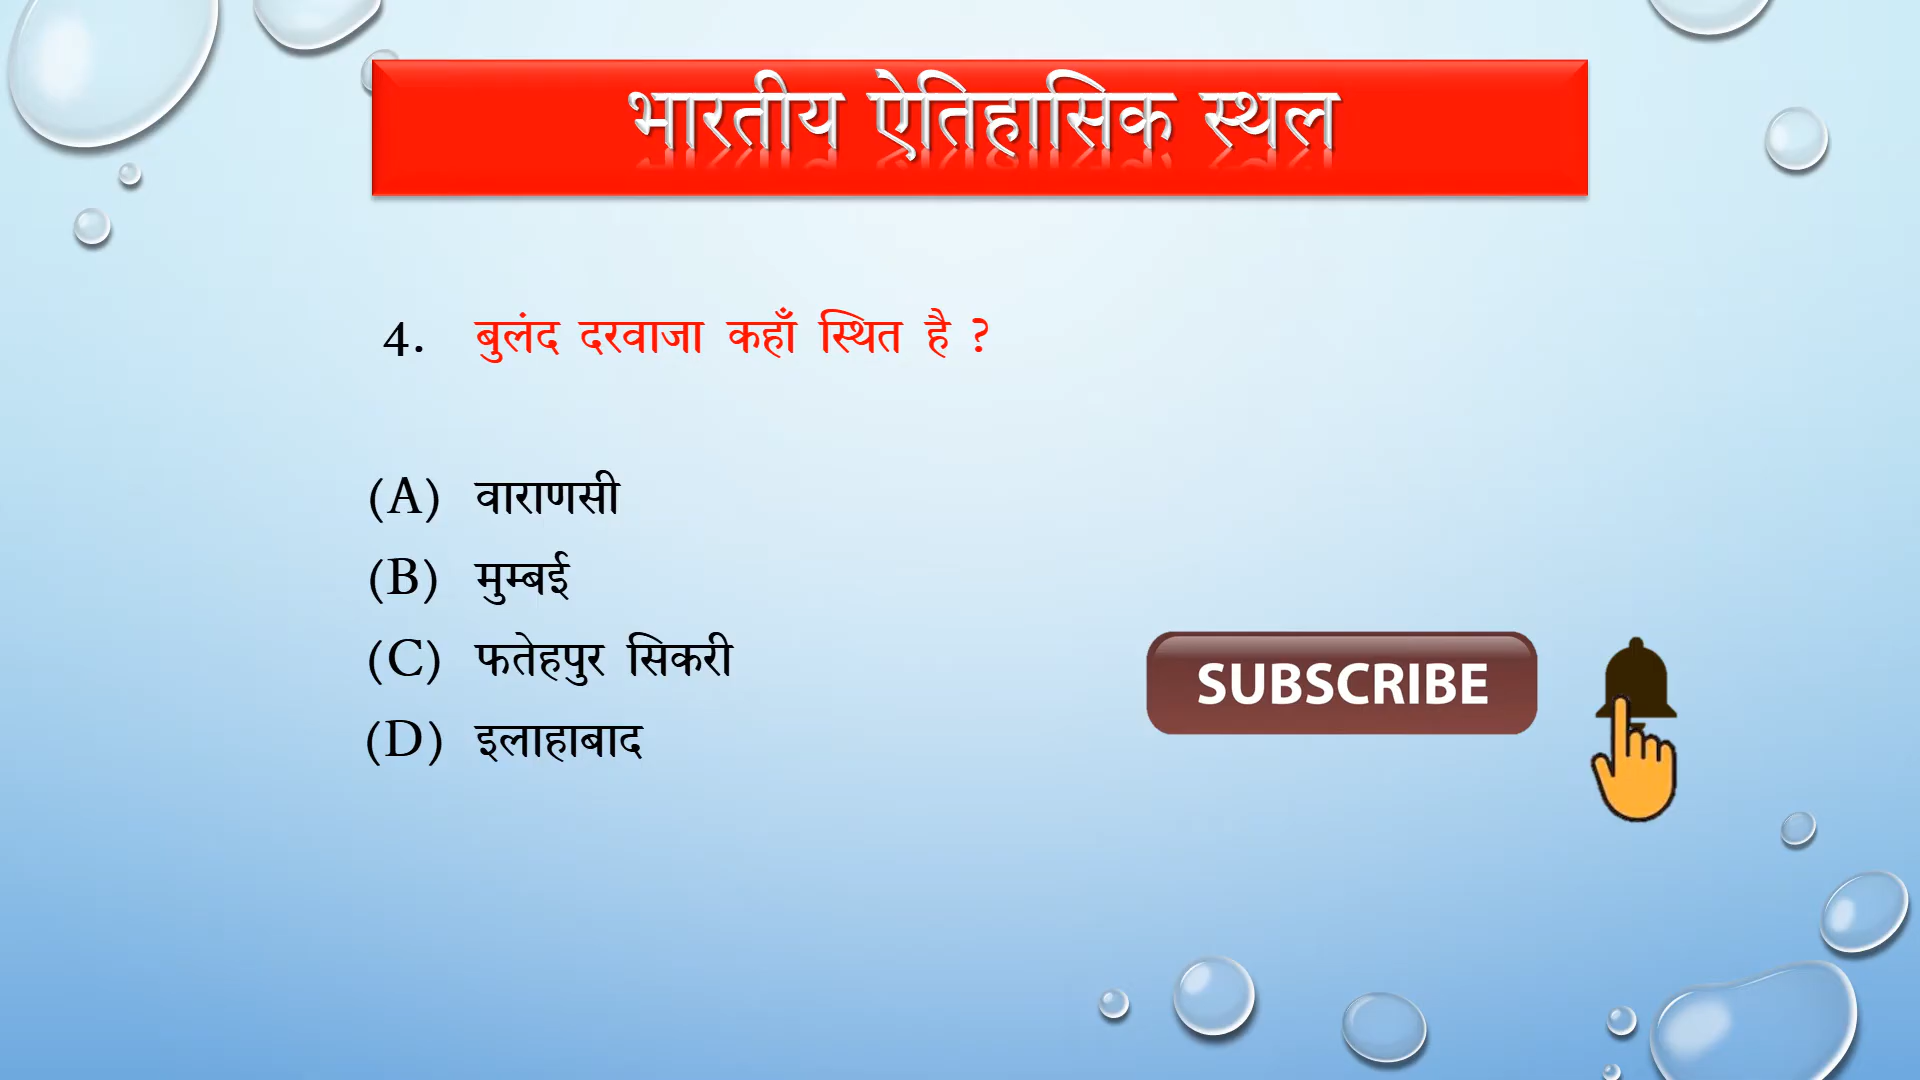 भारतीय ऐतिहासिक स्थल
4. बुलंद दरवाजा कहाँ स्थित है ?
(A) वाराणसी
(B) मुम्बई
(C) फतेहपुर सिकरी
(D) इलाहाबाद
SUBSCRIBE